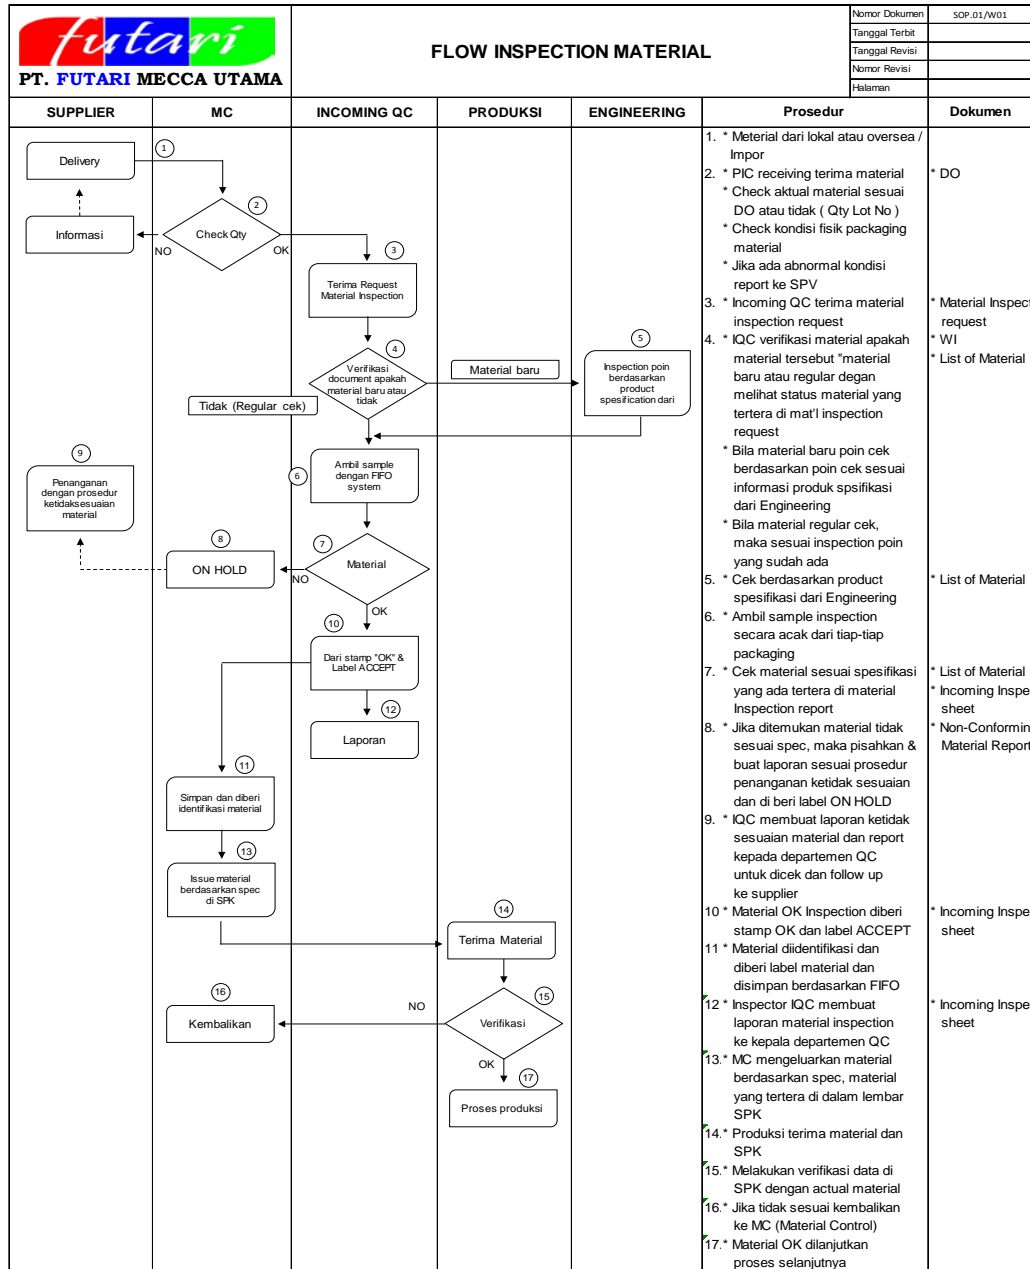 futari
PT. FUTARI MECCA UTAMA
FLOW INSPECTION MATERIAL
Nomor Dokumen
SOP.01/W01
Tanggal Terbit
Tanggal Revisi
Nomor Revisi
Halaman
SUPPLIER
MC
INCOMING QC
PRODUKSI
ENGINEERING
Prosedur
Dokumen
Delivery
1
Informasi
2
Check Qty
NO
OK
3
Terima Request
Material Inspection
4
Verifikasi
document apakah
material baru atau
tidak
Material baru
Tidak (Regular cek)
5
Inspection poin
berdasarkan
product
spesification dari
6
Ambil sample
dengan FIFO
system
9
Penanganan
dengan prosedur
ketidaksesuaian
material
7
Material
NO
OK
8
ON HOLD
10
Dari stamp "OK" &
Label ACCEPT
12
Laporan
11
Simpan dan diberi
identifikasi material
13
Issue material
berdasarkan spec
di SPK
14
Terima Material
15
Verifikasi
NO
OK
16
Kembalikan
17
Proses produksi
1. * Meterial dari lokal atau oversea /
Impor
2. * PIC receiving terima material
* Check aktual material sesuai
DO atau tidak ( Qty Lot No )
* Check kondisi fisik packaging
material
* Jika ada abnormal kondisi
report ke SPV
3. * Incoming QC terima material
inspection request
4. * IQC verifikasi material apakah
material tersebut "material
baru atau regular degan
melihat status material yang
tertera di mat'l inspection
request
* Bila material baru poin cek
berdasarkan poin cek sesuai
informasi produk spsifikasi
dari Engineering
* Bila material regular cek,
maka sesuai inspection poin
yang sudah ada
5. * Cek berdasarkan product
spesifikasi dari Engineering
6. * Ambil sample inspection
secara acak dari tiap-tiap
packaging
7. * Cek material sesuai spesifikasi
yang ada tertera di material
Inspection report
8. * Jika ditemukan material tidak
sesuai spec, maka pisahkan &
buat laporan sesuai prosedur
penanganan ketidak sesuaian
dan di beri label ON HOLD
9. * IQC membuat laporan ketidak
sesuaian material dan report
kepada departemen QC
untuk dicek dan follow up
ke supplier
10 * Material OK Inspection diberi
stamp OK dan label ACCEPT
11 * Material diidentifikasi dan
diberi label material dan
disimpan berdasarkan FIFO
12 * Inspector IQC membuat
laporan material inspection
ke kepala departemen QC
13.* MC mengeluarkan material
berdasarkan spec, material
yang tertera di dalam lembar
SPK
14.* Produksi terima material dan
SPK
15.* Melakukan verifikasi data di
SPK dengan actual material
16.* Jika tidak sesuai kembalikan
ke MC (Material Control)
17.* Material OK dilanjutkan
proses selanjutnya
* DO
* Material Inspect
request
* WI
* List of Material
* List of Material
* List of Material
* Incoming Inspe
sheet
* Non-Conformin
Material Report
* Incoming Inspe
sheet
* Incoming Inspe
sheet